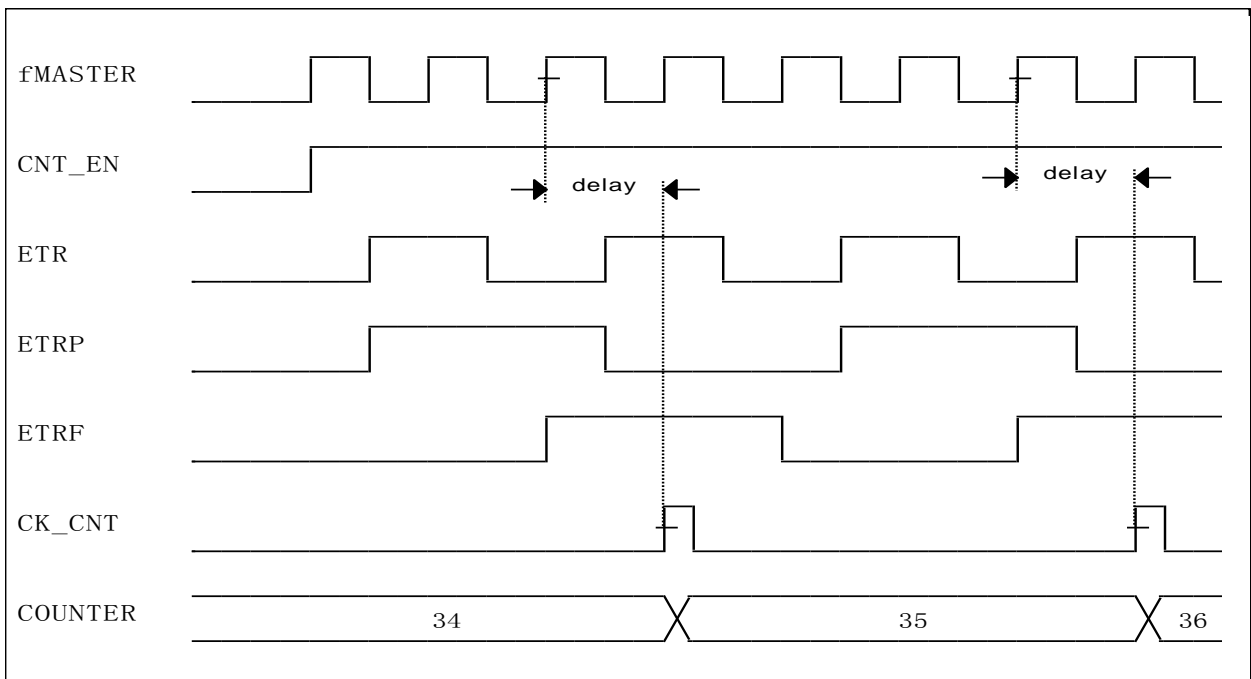 fMASTER
CNT_EN
delay delay
ETR
ETRP
ETRF
CK_CNT
COUNTER 34 35 36